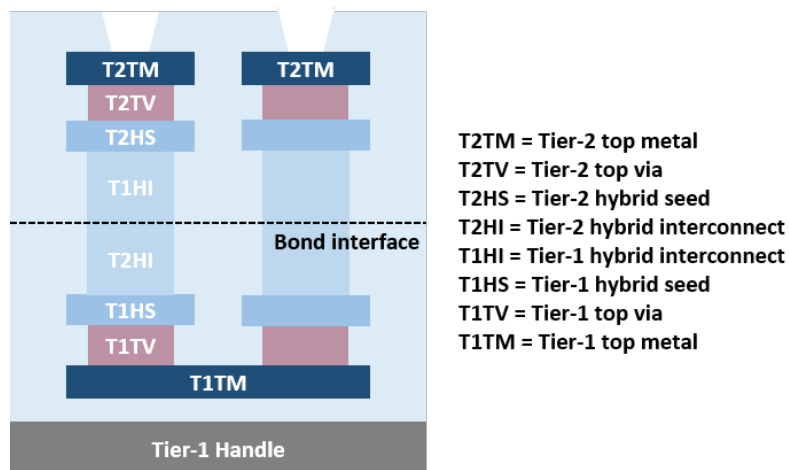 T2TM
T2TM
T2TV
T2HS
T1HI
Bond interface
T2HI
T1HS
T1TV
T1TM
Tier-1 Handle
T2TM = Tier-2 top metal
T2TV = Tier-2 top via
T2HS = Tier-2 hybrid seed
T2HI = Tier-2 hybrid interconnect
T1HI = Tier-1 hybrid interconnect
T1HS = Tier-1 hybrid seed
T1TV = Tier-1 top via
T1TM = Tier-1 top metal